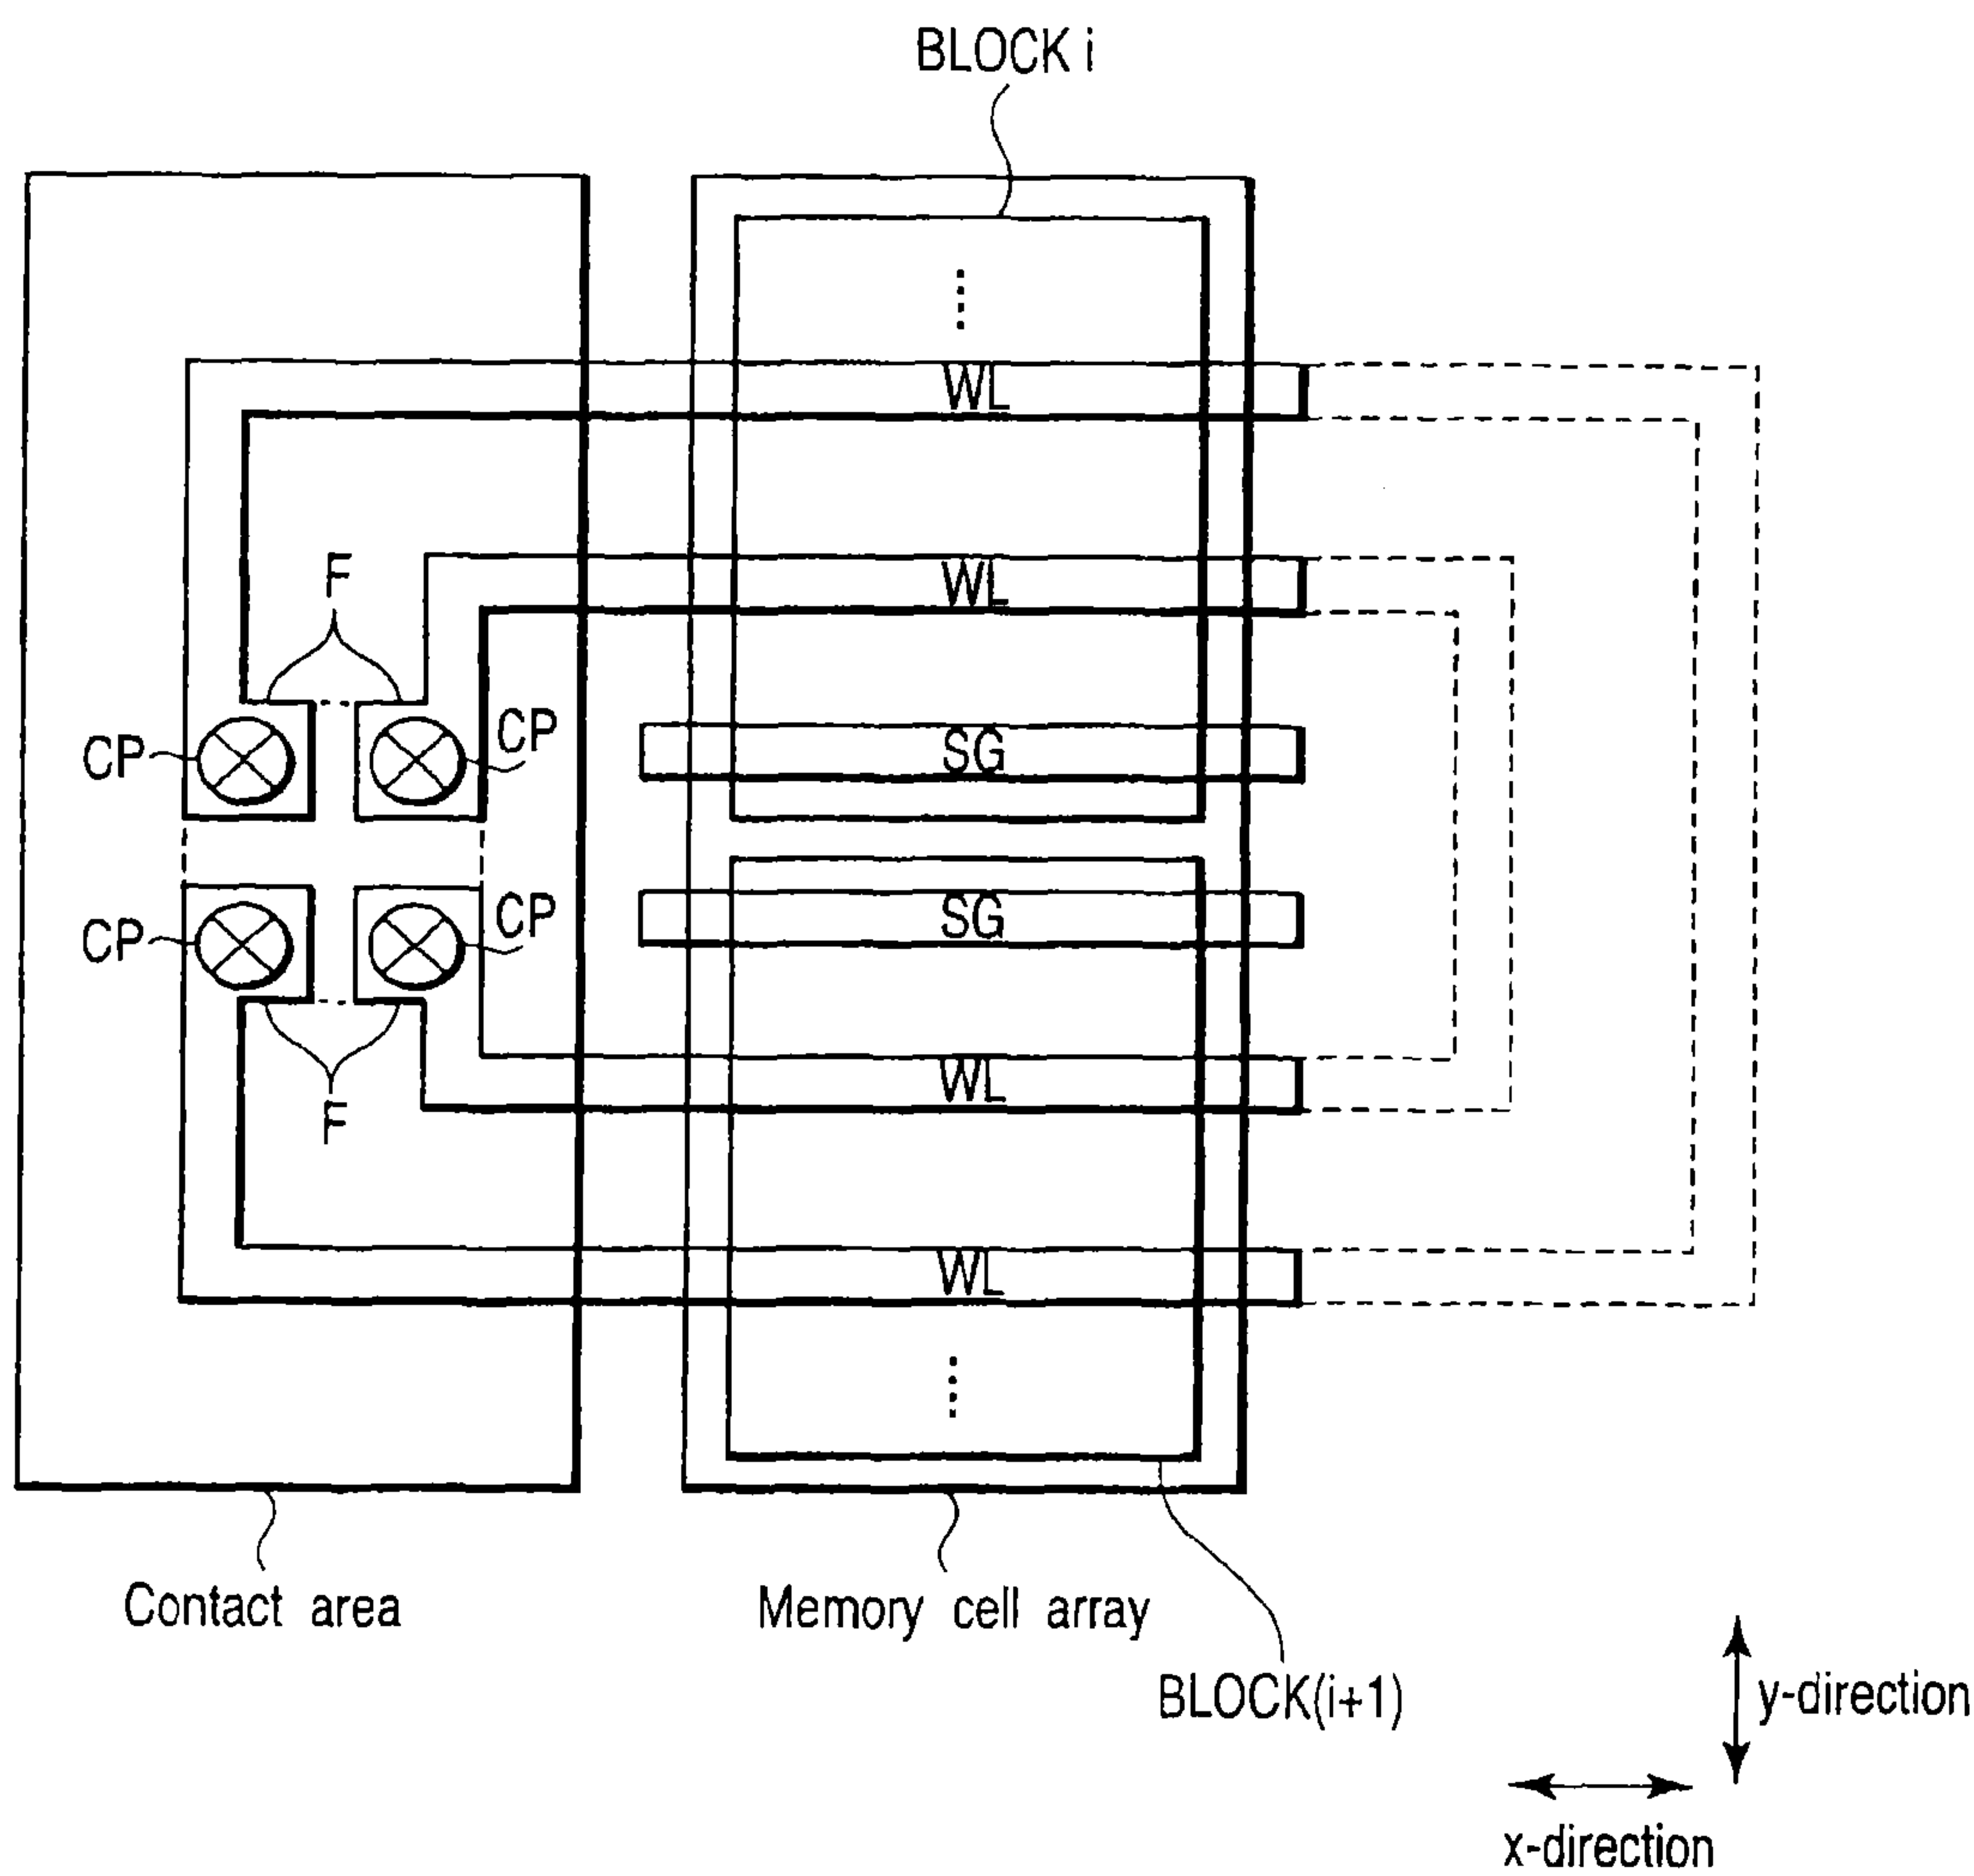 BLOCK i
WL
F
WL
CP
CP
SG
CP
CP
SG
WL
F
WL
Contact area
Memory cell array
BLOCK(i+1)
y-direction
x-direction